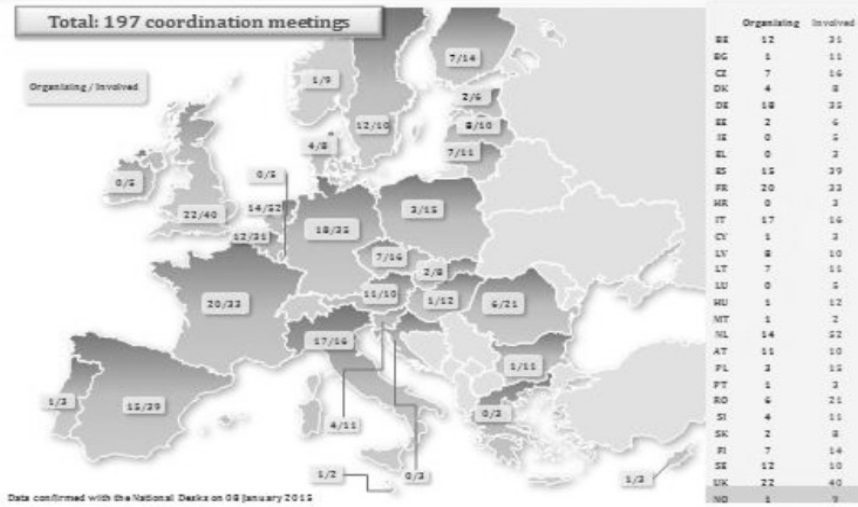 Total: 197 coordination meetings
Organizing / Involved
7/14
1/9
2/6
12/10
8/10
4/8
7/11
0/5
0/5
14/52
22/40
3/15
12/31
18/35
7/16
2/8
11/10
1/12
6/21
20/33
17/16
1/11
1/3
15/39
0/3
4/11
1/2
0/3
1/3
Data confirmed with the National Desks on 08 January 2015
Organizing Involved
BE 12 31
BG 1 11
CZ 7 16
DK 4 8
DE 18 35
EE 2 6
IE 0 5
EL 0 3
ES 15 39
FR 20 33
HR 0 3
IT 17 16
CY 1 3
LV 8 10
LT 7 11
LU 0 5
HU 1 12
MT 1 2
NL 14 52
AT 11 10
PL 3 15
PT 1 3
RO 6 21
SI 4 11
SK 2 8
FI 7 14
SE 12 10
UK 22 40
NO 1 9